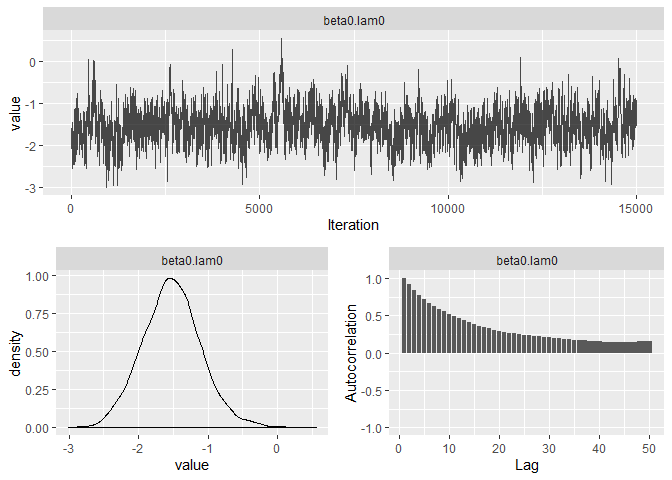 beta0.lam0
value
0
-1
-2
-3
0 5000 10000 15000
Iteration
beta0.lam0
density
1.00
0.75
0.50
0.25
0.00
-3 -2 -1 0
value
beta0.lam0
Autocorrelation
1.0
0.5
0.0
-0.5
-1.0
0 10 20 30 40 50
Lag